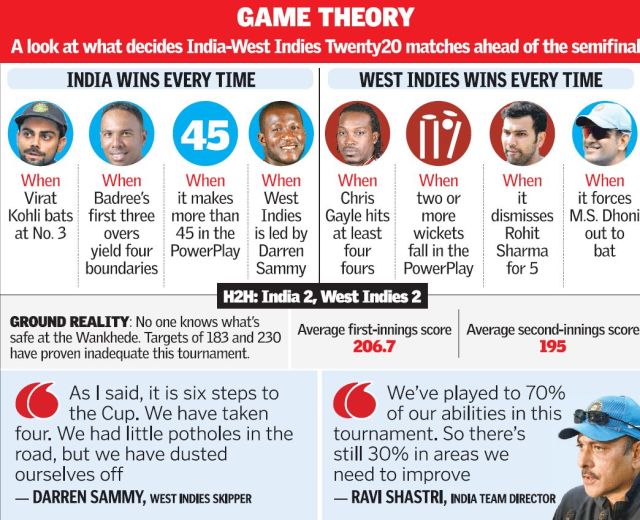 GAME THEORY
A look at what decides India-West Indies Twenty20 matches ahead of the semifinal
INDIA WINS EVERY TIME
When
Virat
Kohli bats
at No. 3
When
Badree's
first three
overs
yield four
boundaries
45
When
it makes
more than
45 in the
PowerPlay
When
West
Indies
is led by
Darren
Sammy
WEST INDIES WINS EVERY TIME
When
Chris
Gayle hits
at least
four
fours
When
two or
more
wickets
fall in the
PowerPlay
When
it
dismisses
Rohit
Sharma
for 5
When
it forces
M.S. Dhoni
out to
bat
H2H: India 2, West Indies 2
GROUND REALITY: No one knows what's
safe at the Wankhede. Targets of 183 and 230
have proven inadequate this tournament.
Average first-innings score
206.7
Average second-innings score
195
As I said, it is six steps to
the Cup. We have taken
four. We had little potholes in the
road, but we have dusted
ourselves off
— DARREN SAMMY, WEST INDIES SKIPPER
We've played to 70%
of our abilities in this
tournament. So there's
still 30% in areas we
need to improve
— RAVI SHASTRI, INDIA TEAM DIRECTOR